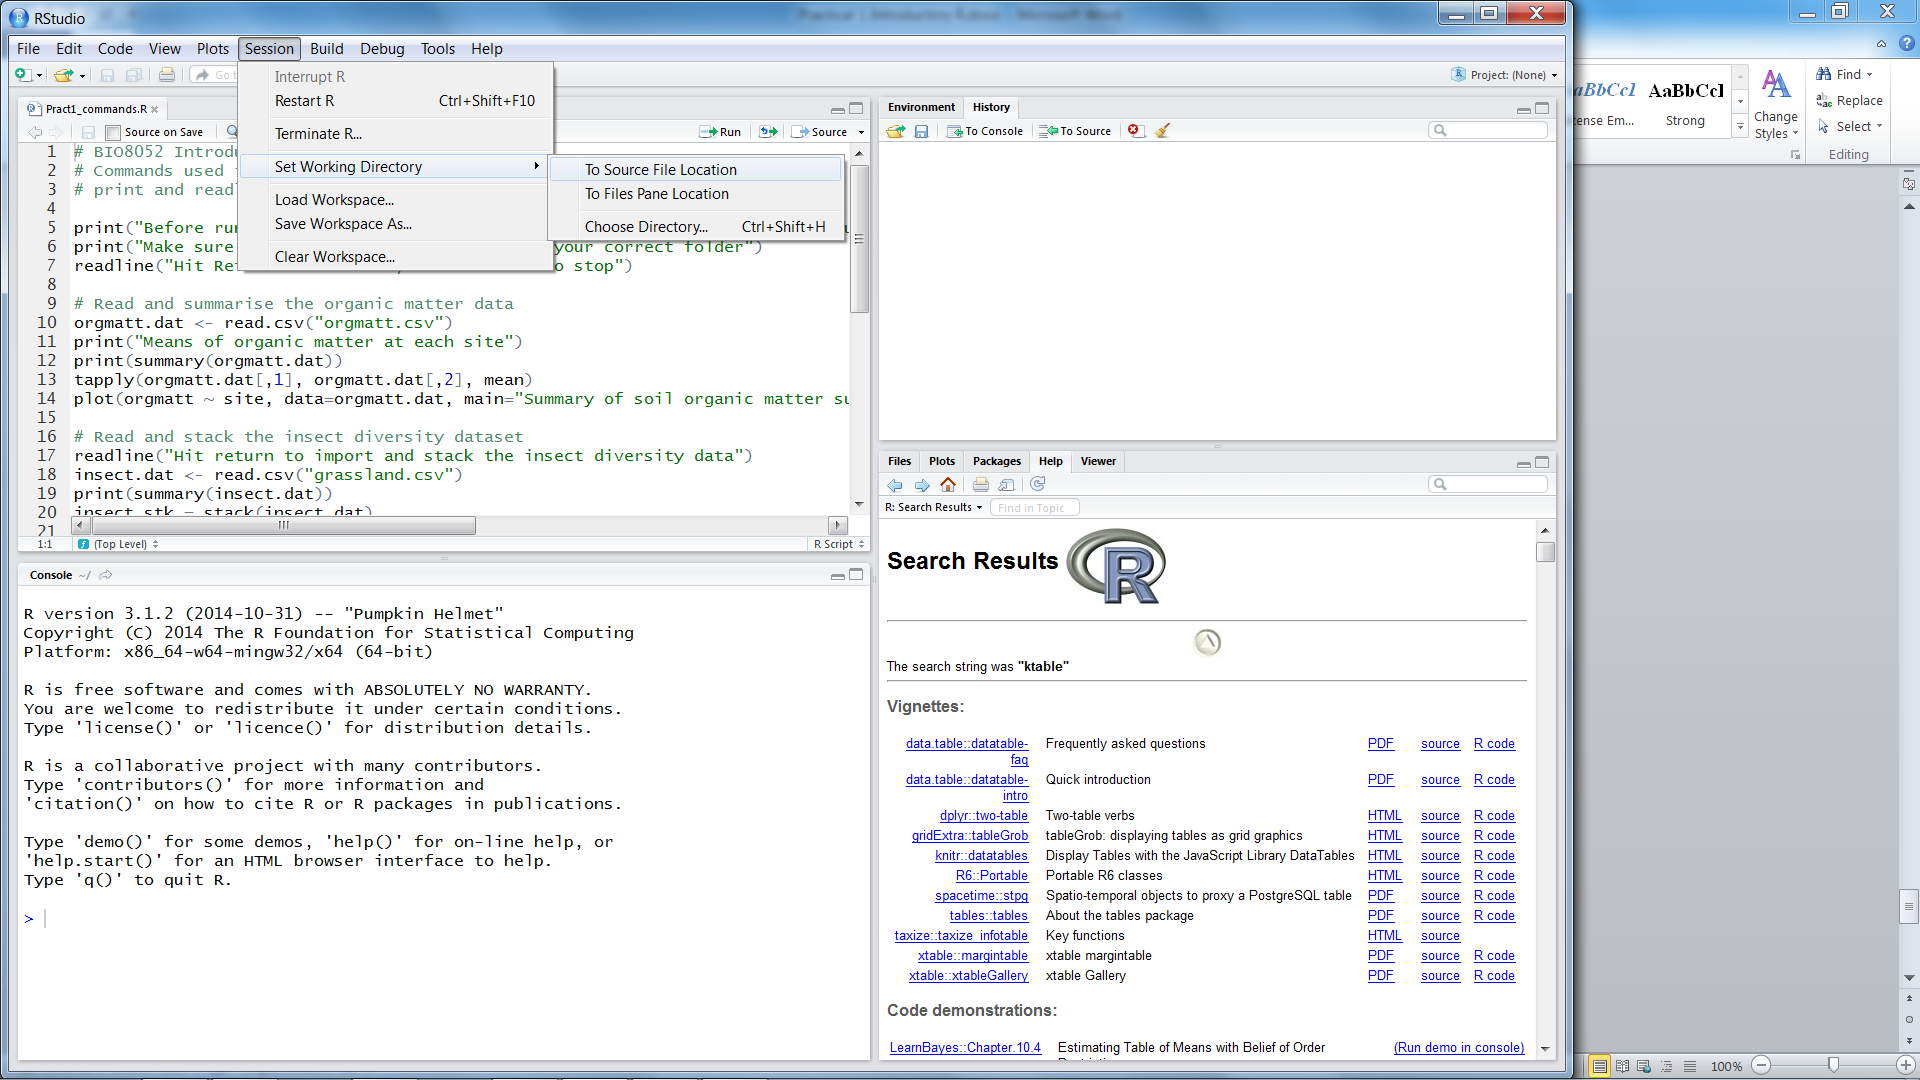 RStudio
File Edit Code View Plots Session Build Debug Tools Help
Go t
Project: (None)
Interrupt R
Restart R Ctrl+Shift+F10
Terminate R...
Set Working Directory
Load Workspace...
Save Workspace As...
Clear Workspace...
To Source File Location
To Files Pane Location
Choose Directory... Ctrl+Shift+H
Pract1_commands.R
Source on Save
Run
Source
1 # BIO8052 Introdu
2 # Commands used
3 # print and readl
4
5 print("Before run
6 print("Make sure your correct folder")
7 readline("Hit Re o stop")
8
9 # Read and summarise the organic matter data
10 orgmatt.dat <- read.csv("orgmatt.csv")
11 print("Means of organic matter at each site")
12 print(summary(orgmatt.dat))
13 tapply(orgmatt.dat[,1], orgmatt.dat[,2], mean)
14 plot(orgmatt ~ site, data=orgmatt.dat, main="Summary of soil organic matter su
15
16 # Read and stack the insect diversity dataset
17 readline("Hit return to import and stack the insect diversity data")
18 insect.dat <- read.csv("grassland.csv")
19 print(summary(insect.dat))
20 insect.stk = stack(insect.dat)
21
1:1 (Top Level) R Script
Console ~/
R version 3.1.2 (2014-10-31) -- "Pumpkin Helmet"
Copyright (C) 2014 The R Foundation for Statistical Computing
Platform: x86_64-w64-mingw32/x64 (64-bit)
R is free software and comes with ABSOLUTELY NO WARRANTY.
You are welcome to redistribute it under certain conditions.
Type 'license()' or 'licence()' for distribution details.
R is a collaborative project with many contributors.
Type 'contributors()' for more information and
'citation()' on how to cite R or R packages in publications.
Type 'demo()' for some demos, 'help()' for on-line help, or
'help.start()' for an HTML browser interface to help.
Type 'q()' to quit R.
>
Environment History
To Console To Source
Files Plots Packages Help Viewer
R: Search Results Find in Topic
Search Results R
The search string was "ktable"
Vignettes:
data.table::datatable-faq Frequently asked questions PDF source R code
data.table::datatable-intro Quick introduction PDF source R code
dplyr::two-table Two-table verbs HTML source R code
gridExtra::tableGrob tableGrob: displaying tables as grid graphics HTML source R code
knitr::datatables Display Tables with the JavaScript Library DataTables HTML source R code
R6::Portable Portable R6 classes HTML source R code
spacetime::stpg Spatio-temporal objects to proxy a PostgreSQL table PDF source R code
tables::tables About the tables package PDF source R code
taxize::taxize_infotable Key functions HTML source
xtable::margintable xtable margintable PDF source R code
xtable::xtableGallery xtable Gallery PDF source R code
Code demonstrations:
LearnBayes::Chapter.10.4 Estimating Table of Means with Belief of Order (Run demo in console)
aBbCcI AaBbCcI
ense Em... Strong
Change
Styles
Find
Replace
Select
Editing
100%